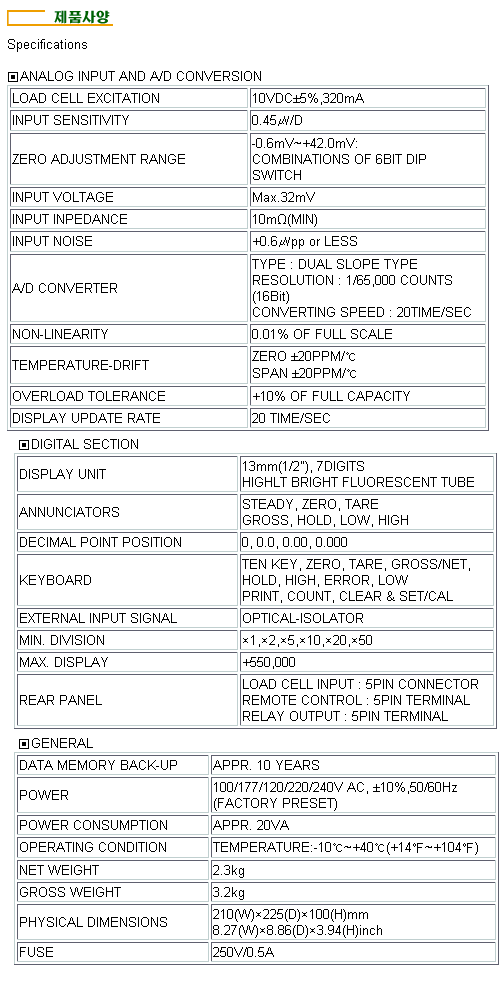 제품사양
Specifications
▣ANALOG INPUT AND A/D CONVERSION
LOAD CELL EXCITATION 10VDC±5%,320mA
INPUT SENSITIVITY 0.45㎶/D
ZERO ADJUSTMENT RANGE -0.6mV~+42.0mV:
COMBINATIONS OF 6BIT DIP
SWITCH
INPUT VOLTAGE Max.32mV
INPUT INPEDANCE 10mΩ(MIN)
INPUT NOISE +0.6㎶pp or LESS
A/D CONVERTER TYPE : DUAL SLOPE TYPE
RESOLUTION : 1/65,000 COUNTS
(16Bit)
CONVERTING SPEED : 20TIME/SEC
NON-LINEARITY 0.01% OF FULL SCALE
TEMPERATURE-DRIFT ZERO ±20PPM/℃
SPAN ±20PPM/℃
OVERLOAD TOLERANCE +10% OF FULL CAPACITY
DISPLAY UPDATE RATE 20 TIME/SEC
▣DIGITAL SECTION
DISPLAY UNIT 13mm(1/2"), 7DIGITS
HIGHLT BRIGHT FLUORESCENT TUBE
ANNUNCIATORS STEADY, ZERO, TARE
GROSS, HOLD, LOW, HIGH
DECIMAL POINT POSITION 0, 0.0, 0.00, 0.000
KEYBOARD TEN KEY, ZERO, TARE, GROSS/NET,
HOLD, HIGH, ERROR, LOW
PRINT, COUNT, CLEAR & SET/CAL
EXTERNAL INPUT SIGNAL OPTICAL-ISOLATOR
MIN. DIVISION ×1,×2,×5,×10,×20,×50
MAX. DISPLAY +550,000
REAR PANEL LOAD CELL INPUT : 5PIN CONNECTOR
REMOTE CONTROL : 5PIN TERMINAL
RELAY OUTPUT : 5PIN TERMINAL
▣GENERAL
DATA MEMORY BACK-UP APPR. 10 YEARS
POWER 100/177/120/220/240V AC, ±10%,50/60Hz
(FACTORY PRESET)
POWER CONSUMPTION APPR. 20VA
OPERATING CONDITION TEMPERATURE:-10℃~+40℃(+14℉~+104℉)
NET WEIGHT 2.3kg
GROSS WEIGHT 3.2kg
PHYSICAL DIMENSIONS 210(W)×225(D)×100(H)mm
8.27(W)×8.86(D)×3.94(H)inch
FUSE 250V/0.5A